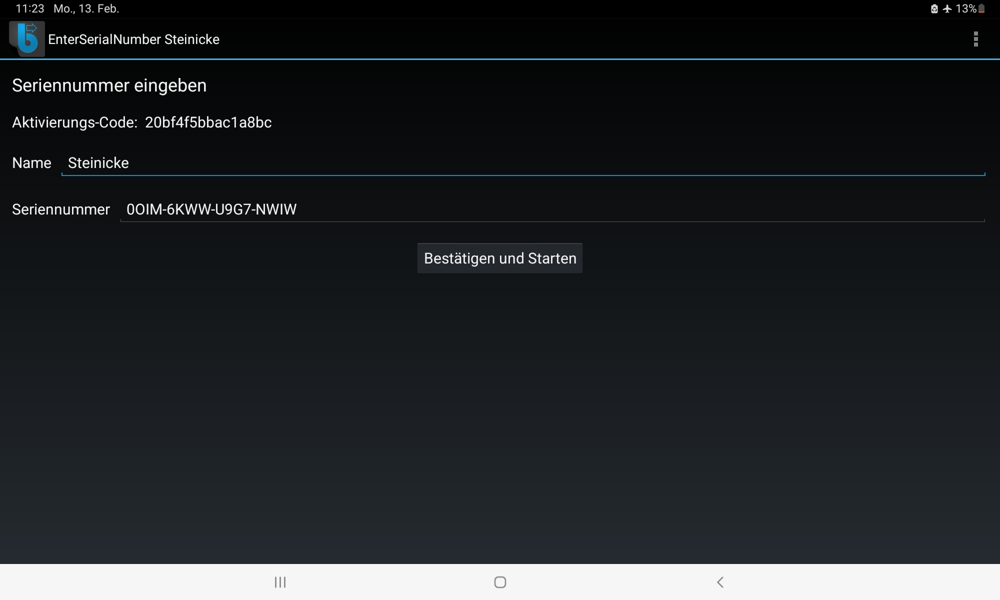 11:23 Mo., 13. Feb. 13%
EnterSerialNumber Steinicke
Seriennummer eingeben
Aktivierungs-Code: 20bf4f5bbac1a8bc
Name Steinicke
Seriennummer 0OIM-6KWW-U9G7-NWIW
Bestätigen und Starten